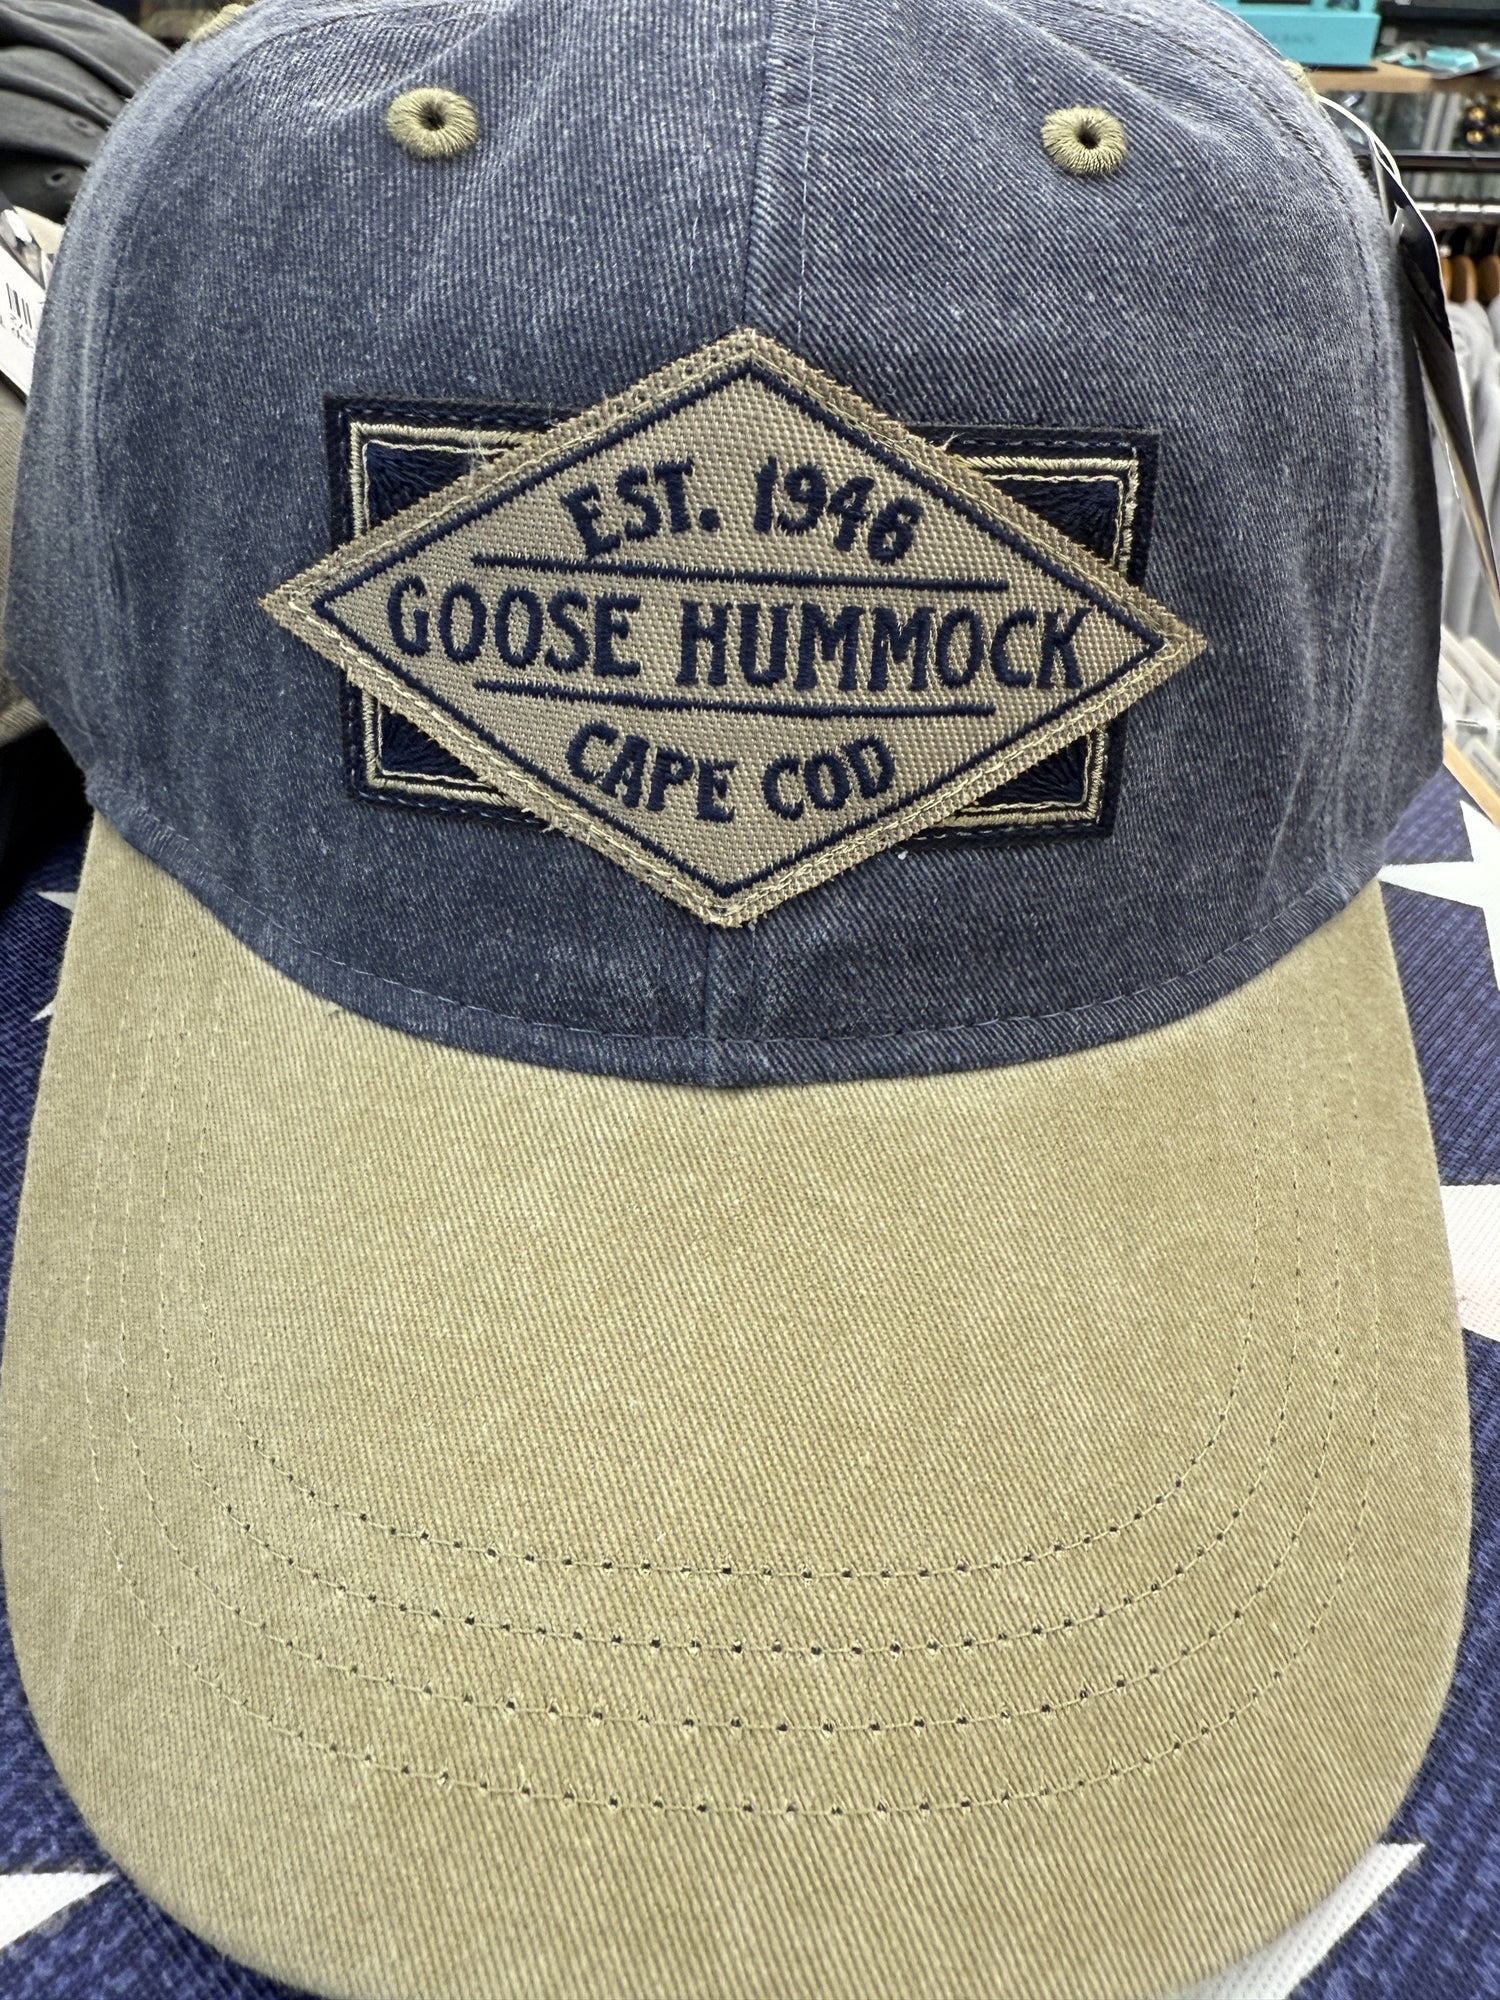 EST. 1946
GOOSE HUMMOCK
CAPE COD